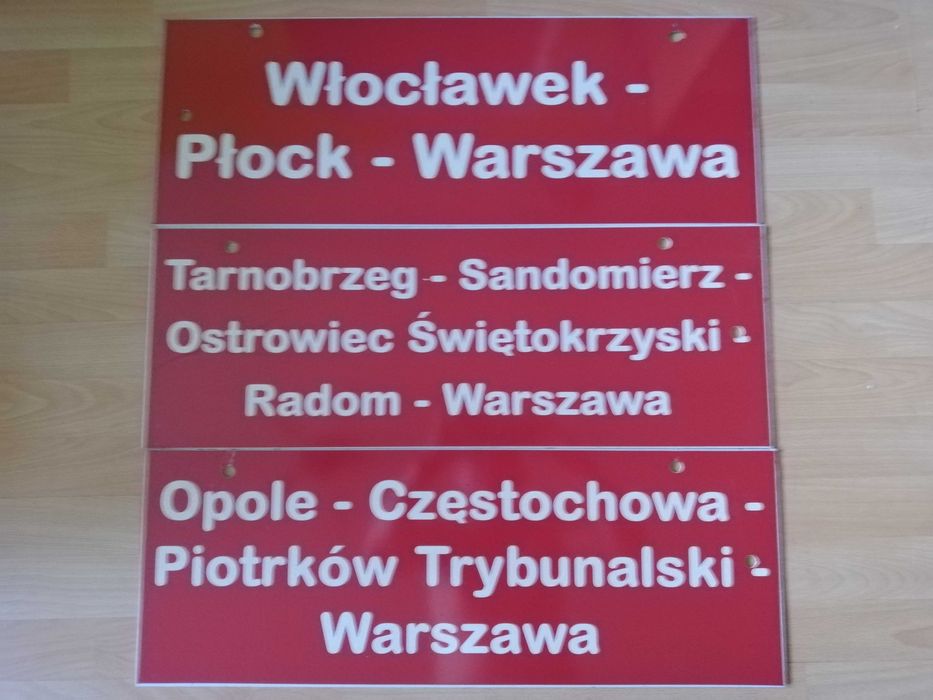 Włocławek -
Płock - Warszawa
Tarnobrzeg - Sandomierz -
Ostrowiec Świętokrzyski -
Radom - Warszawa
Opole - Częstochowa -
Piotrków Trybunalski -
Warszawa